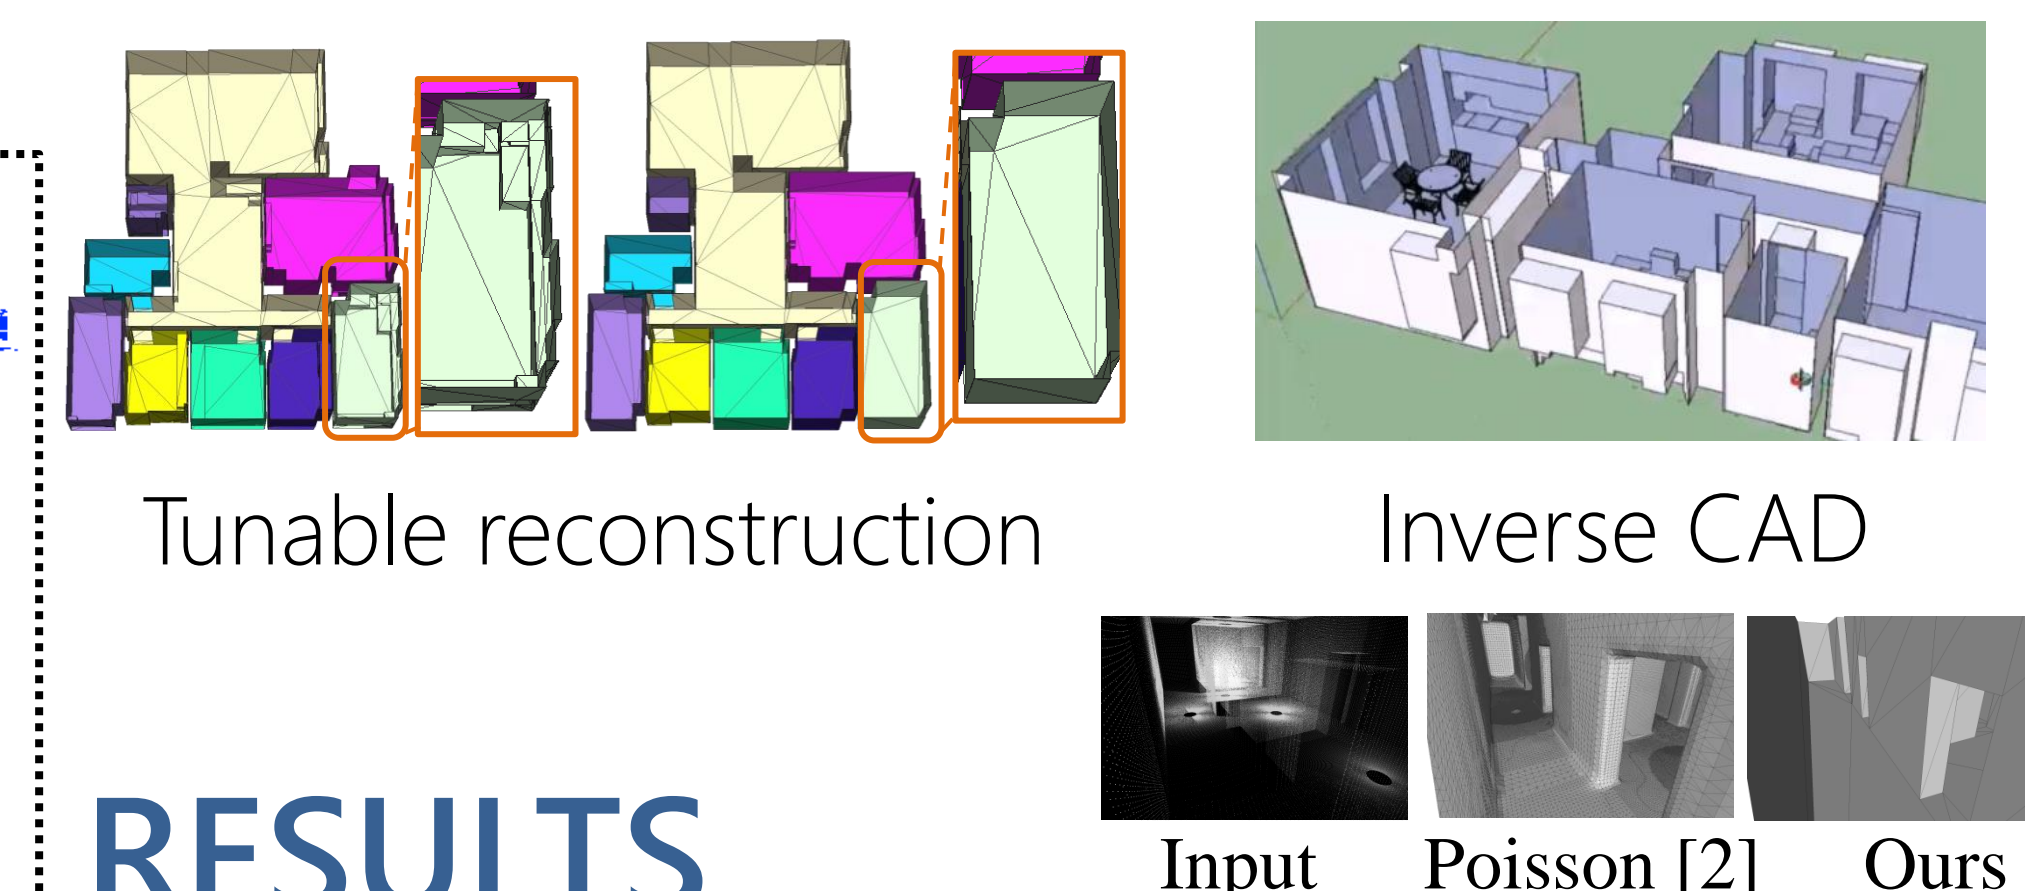 Tunable reconstruction
Inverse CAD
Input
Poisson [2]
Ours
RESULTS